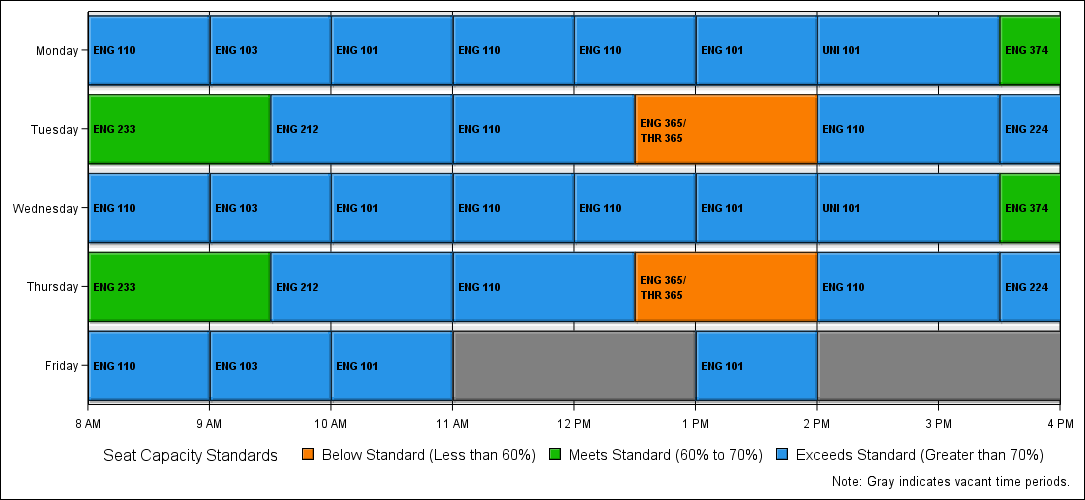 Monday
ENG 110
ENG 103
ENG 101
ENG 110
ENG 110
ENG 101
UNI 101
ENG 374
Tuesday
ENG 233
ENG 212
ENG 110
ENG 365/
THR 365
ENG 110
ENG 224
Wednesday
ENG 110
ENG 103
ENG 101
ENG 110
ENG 110
ENG 101
UNI 101
ENG 374
Thursday
ENG 233
ENG 212
ENG 110
ENG 365/
THR 365
ENG 110
ENG 224
Friday
ENG 110
ENG 103
ENG 101
ENG 101
8 AM
9 AM
10 AM
11 AM
12 PM
1 PM
2 PM
3 PM
4 PM
Seat Capacity Standards
Below Standard (Less than 60%)
Meets Standard (60% to 70%)
Exceeds Standard (Greater than 70%)
Note: Gray indicates vacant time periods.